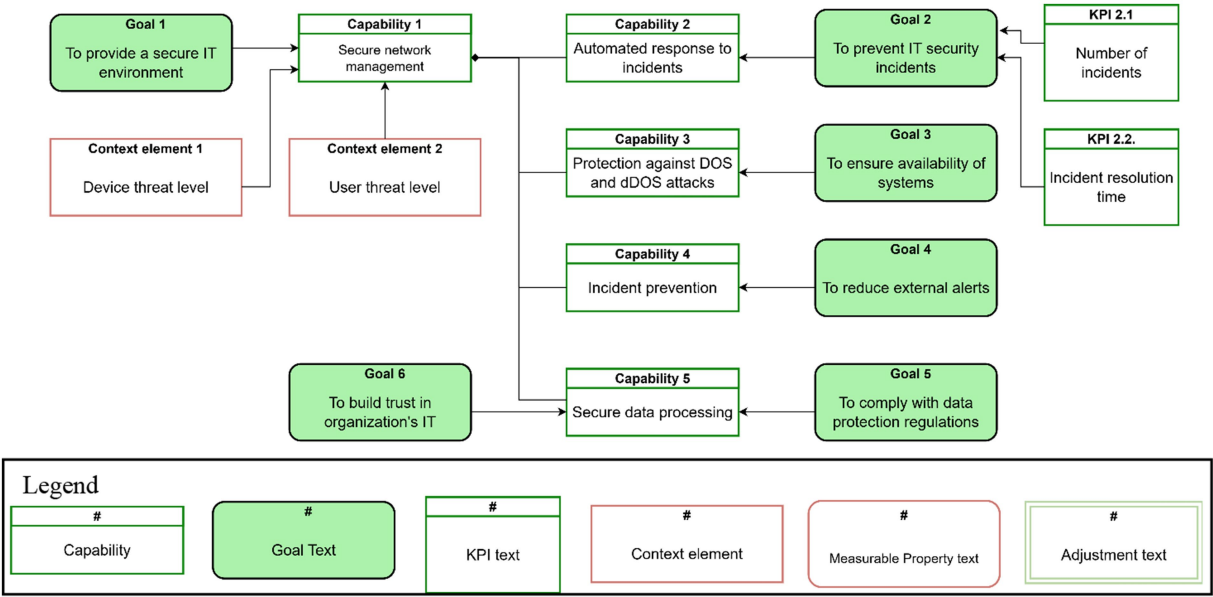 Goal 1
To provide a secure IT
environment
Capability 1
Secure network
management
Capability 2
Automated response to
incidents
Goal 2
To prevent IT security
incidents
KPI 2.1
Number of
incidents
Context element 1
Device threat level
Context element 2
User threat level
Capability 3
Protection against DOS
and dDOS attacks
Goal 3
To ensure availability of
systems
KPI 2.2.
Incident resolution
time
Capability 4
Incident prevention
Goal 4
To reduce external alerts
Goal 6
To build trust in
organization's IT
Capability 5
Secure data processing
Goal 5
To comply with data
protection regulations
Legend
#
Capability
#
Goal Text
#
KPI text
#
Context element
#
Measurable Property text
#
Adjustment text